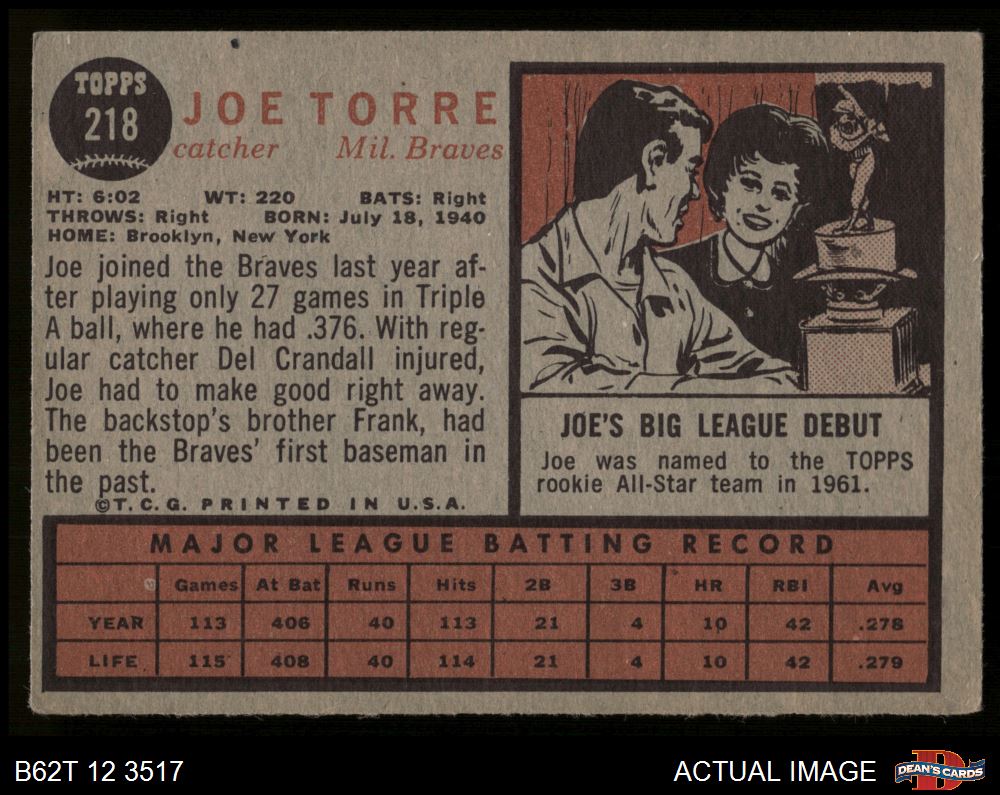 TOPPS
218
JOE TORRE
catcher Mil. Braves
HT: 6:02 WT: 220 BATS: Right
THROWS: Right BORN: July 18, 1940
HOME: Brooklyn, New York
Joe joined the Braves last year af-
ter playing only 27 games in Triple
A ball, where he had .376. With reg-
ular catcher Del Crandall injured,
Joe had to make good right away.
The backstop's brother Frank, had
been the Braves' first baseman in
the past.
©T.C.G. PRINTED IN U.S.A.
JOE'S BIG LEAGUE DEBUT
Joe was named to the TOPPS
rookie All-Star team in 1961.
MAJOR LEAGUE BATTING RECORD
Games At Bat Runs Hits 2B 3B HR RBI Avg
YEAR 113 406 40 113 21 4 10 42 .278
LIFE 115 408 40 114 21 4 10 42 .279
B62T 12 3517
ACTUAL IMAGE
D
DEAN'S CARDS